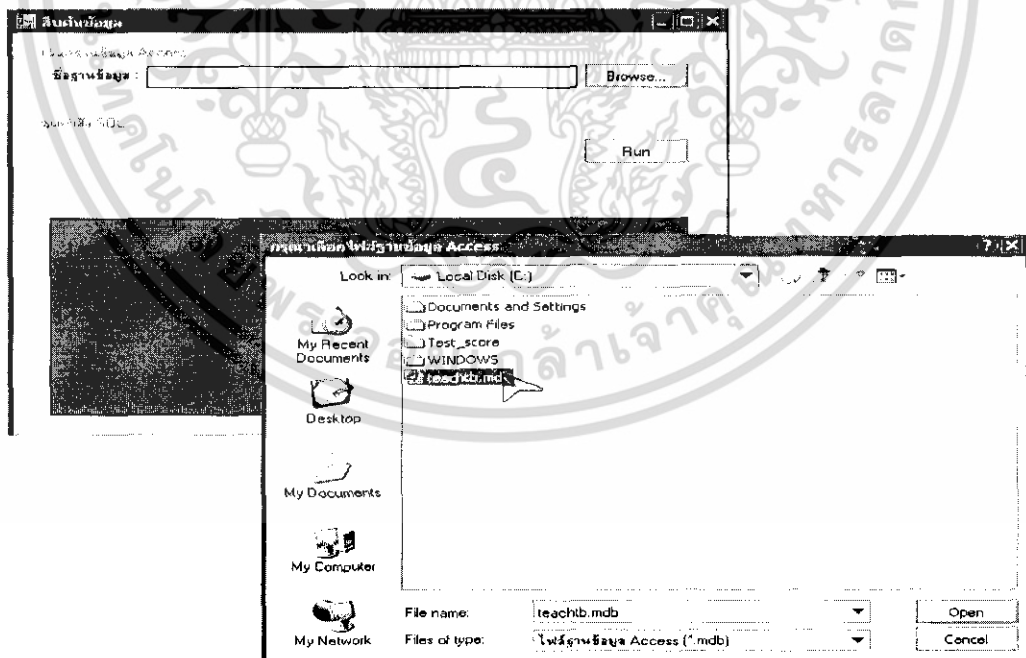 สืบค้นข้อมูล
ชื่อฐานข้อมูล :
Browse...
Run
กรุณาเลือกไฟล์ฐานข้อมูล Access
Look in:
Local Disk (C:)
My Recent Documents
Desktop
My Documents
My Computer
My Network
Documents and Settings
Program Files
Test_score
WINDOWS
teachtb.mdb
File name:
teachtb.mdb
Open
Files of type:
ไฟล์ฐานข้อมูล Access (*.mdb)
Cancel